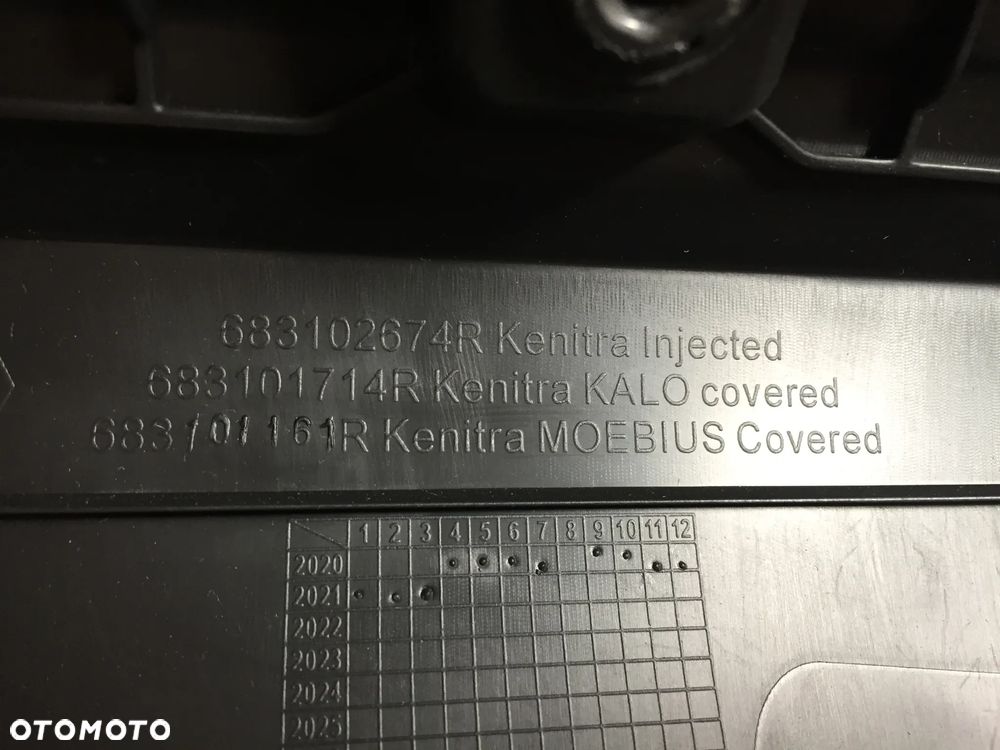 683102674R Kenitra Injected
683101714R Kenitra KALO covered
683101161R Kenitra MOEBIUS Covered
1 2 3 4 5 6 7 8 9 10 11 12
2020
2021
2022
2023
2024
2025
OTOMOTO